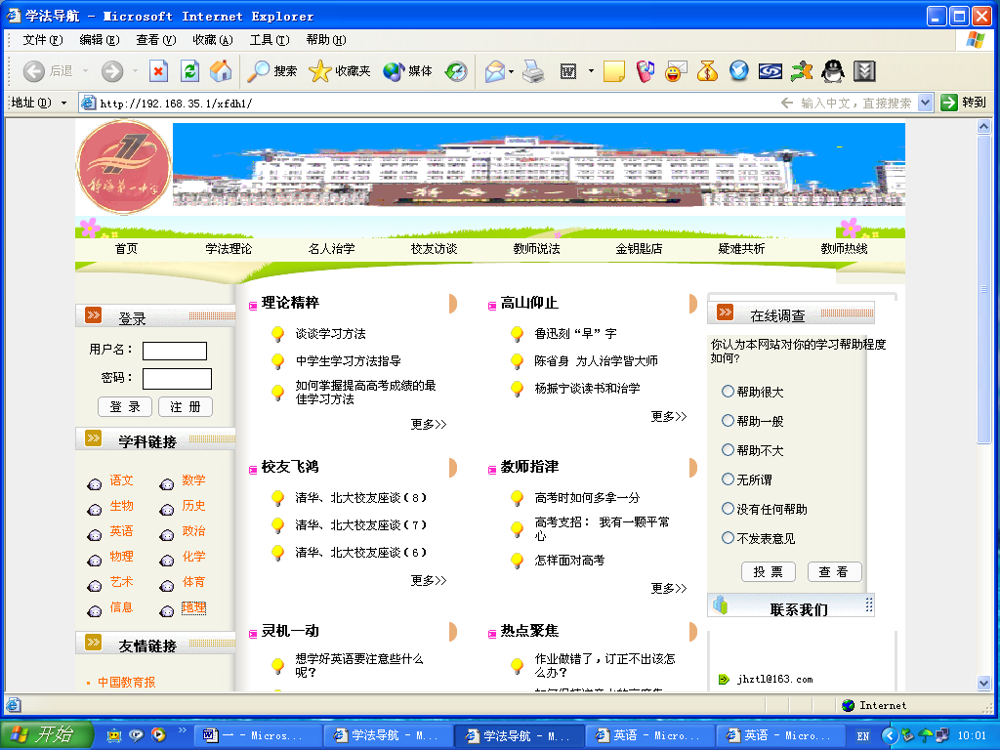 学法导航 - Microsoft Internet Explorer
文件(F) 编辑(E) 查看(V) 收藏(A) 工具(T) 帮助(H)
后退 搜索 收藏夹 媒体
地址(D) http://192.168.35.1/xfdh1/ 输入中文，直接搜索 转到
静海第一中学
静海第一中学
首页 学法理论 名人治学 校友访谈 教师说法 金钥匙店 疑难共析 教师热线
登录
用户名：
密码：
登 录 注 册
学科链接
语文 数学
生物 历史
英语 政治
物理 化学
艺术 体育
信息 地理
友情链接
中国教育报
理论精粹
谈谈学习方法
中学生学习方法指导
如何掌握提高高考成绩的最
佳学习方法
更多>>
高山仰止
鲁迅刻“早”字
陈省身 为人治学皆大师
杨振宁谈读书和治学
更多>>
校友飞鸿
清华、北大校友座谈(8)
清华、北大校友座谈(7)
清华、北大校友座谈(6)
更多>>
教师指津
高考时如何多拿一分
高考支招： 我有一颗平常
心
怎样面对高考
更多>>
灵机一动
想学好英语要注意些什么
呢?
热点聚焦
作业做错了，订正不出该怎
么办?
在线调查
你认为本网站对你的学习帮助程度
如何?
帮助很大
帮助一般
帮助不大
无所谓
没有任何帮助
不发表意见
投 票 查 看
联系我们
jhztl@163.com
Internet
开始 一 - Micros... 学法导航 - M... 学法导航 - M... 英语 - Micro... 英语 - Micro... EN 10:01